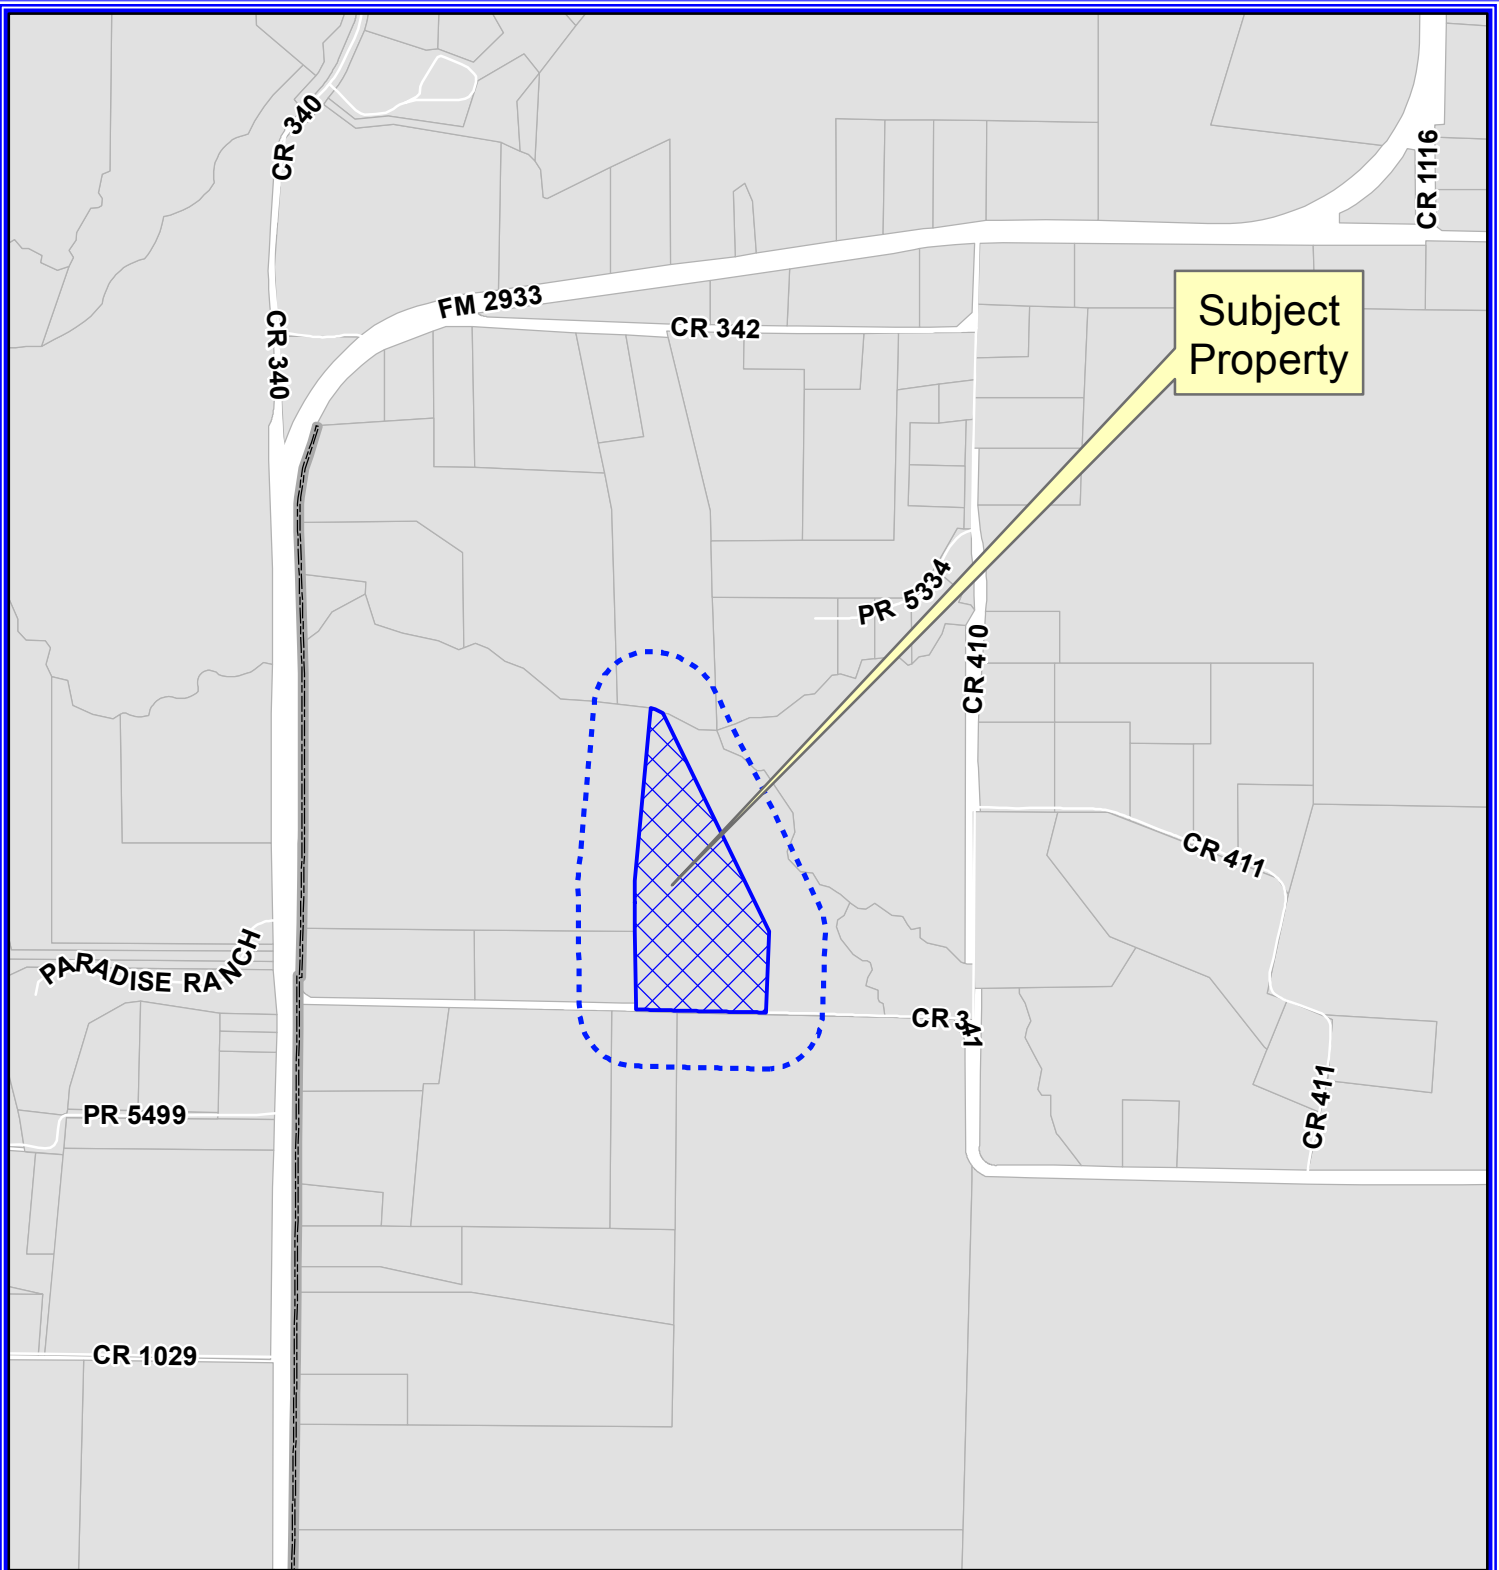 CR 340
CR 1116
FM 2933
Subject
Property
CR 340
CR 342
PR 5334
CR 410
CR 411
PARADISE RANCH
CR 341
CR 411
PR 5499
CR 1029